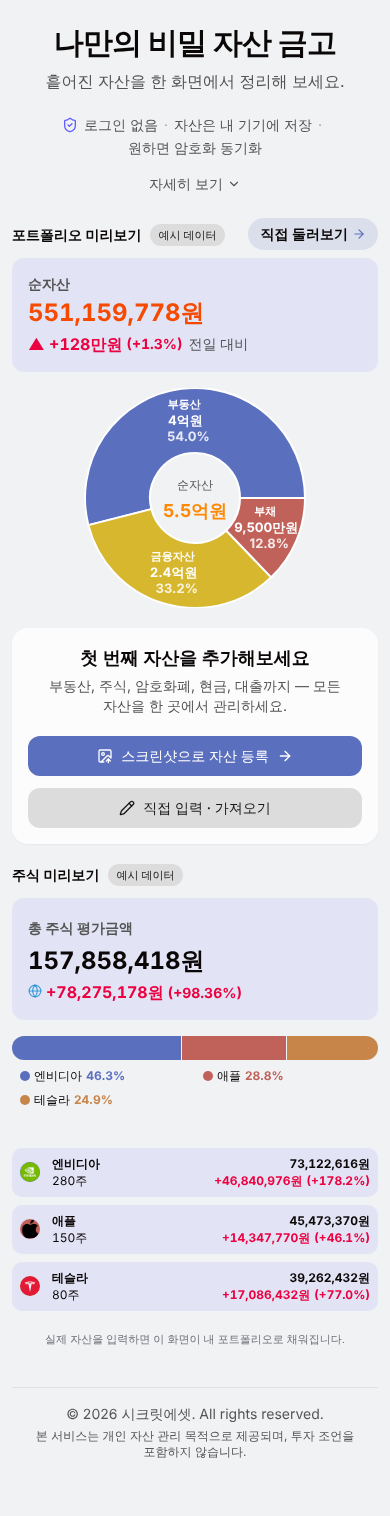 나만의 비밀 자산 금고
흩어진 자산을 한 화면에서 정리해 보세요.
로그인 없음 · 자산은 내 기기에 저장 ·
원하면 암호화 동기화
자세히 보기
포트폴리오 미리보기 예시 데이터 직접 둘러보기
순자산
551,159,778원
▲ +128만원 (+1.3%) 전일 대비
부동산
4억원
54.0%
순자산
5.5억원
부채
9,500만원
12.8%
금융자산
2.4억원
33.2%
첫 번째 자산을 추가해보세요
부동산, 주식, 암호화폐, 현금, 대출까지 — 모든
자산을 한 곳에서 관리하세요.
스크린샷으로 자산 등록 →
직접 입력 · 가져오기
주식 미리보기 예시 데이터
총 주식 평가금액
157,858,418원
+78,275,178원 (+98.36%)
엔비디아 46.3% 애플 28.8%
테슬라 24.9%
엔비디아 73,122,616원
280주 +46,840,976원 (+178.2%)
애플 45,473,370원
150주 +14,347,770원 (+46.1%)
테슬라 39,262,432원
80주 +17,086,432원 (+77.0%)
실제 자산을 입력하면 이 화면이 내 포트폴리오로 채워집니다.
© 2026 시크릿에셋. All rights reserved.
본 서비스는 개인 자산 관리 목적으로 제공되며, 투자 조언을
포함하지 않습니다.